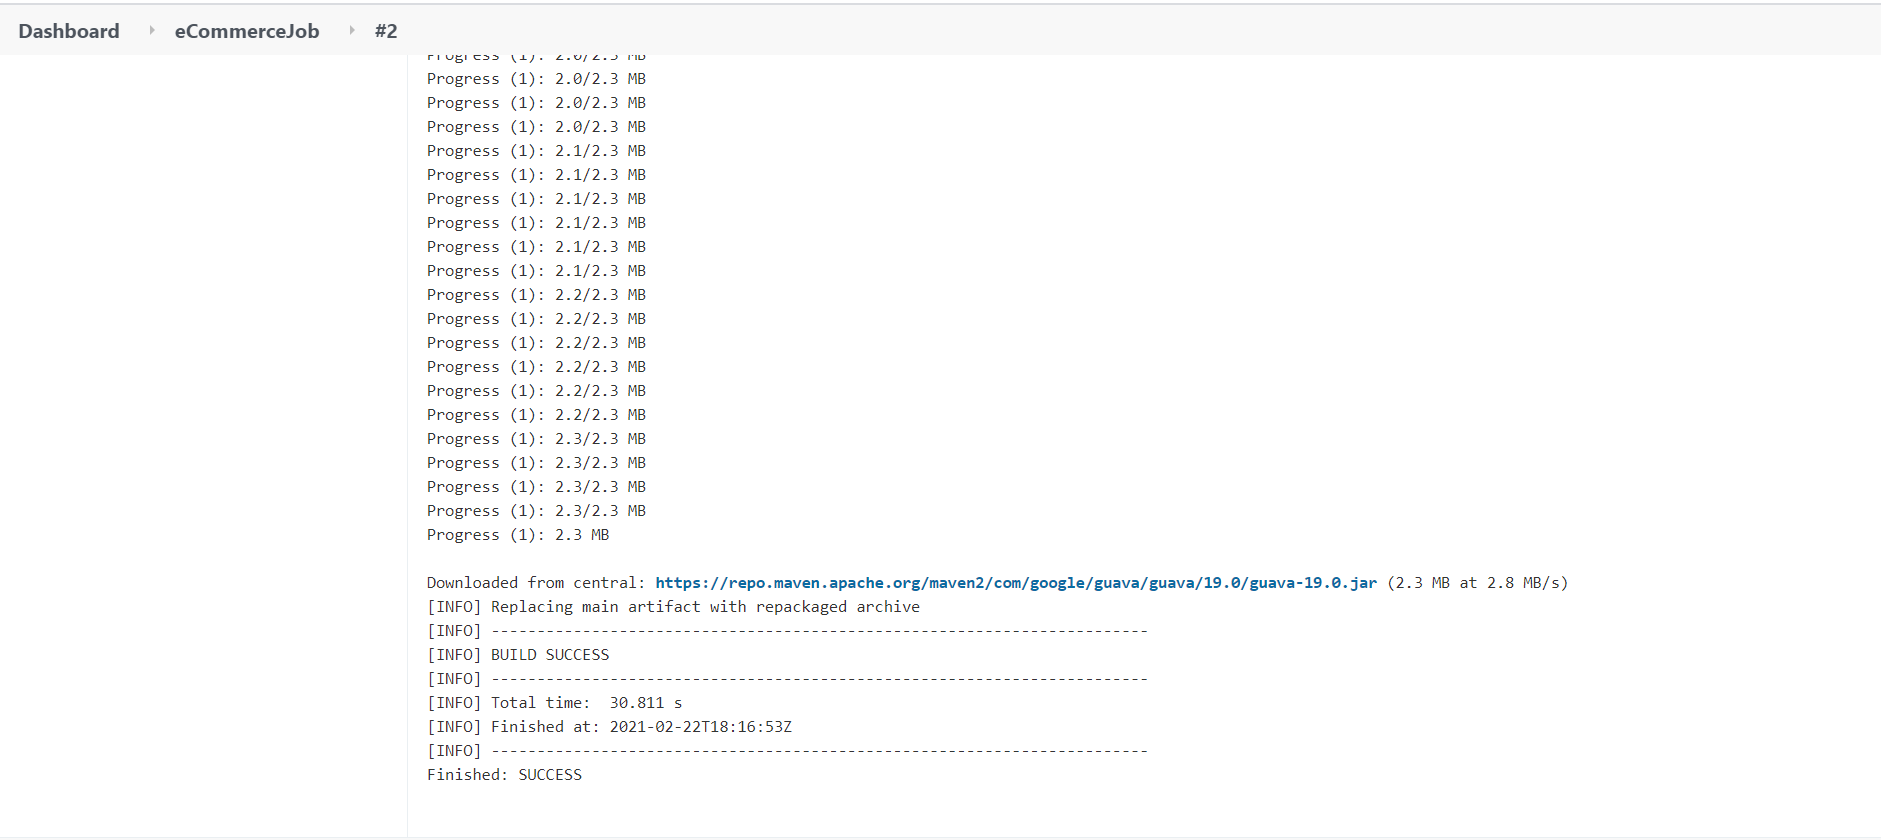 Dashboard eCommerceJob #2
Progress (1): 2.0/2.3 MB
Progress (1): 2.0/2.3 MB
Progress (1): 2.0/2.3 MB
Progress (1): 2.0/2.3 MB
Progress (1): 2.1/2.3 MB
Progress (1): 2.1/2.3 MB
Progress (1): 2.1/2.3 MB
Progress (1): 2.1/2.3 MB
Progress (1): 2.1/2.3 MB
Progress (1): 2.1/2.3 MB
Progress (1): 2.2/2.3 MB
Progress (1): 2.2/2.3 MB
Progress (1): 2.2/2.3 MB
Progress (1): 2.2/2.3 MB
Progress (1): 2.2/2.3 MB
Progress (1): 2.2/2.3 MB
Progress (1): 2.3/2.3 MB
Progress (1): 2.3/2.3 MB
Progress (1): 2.3/2.3 MB
Progress (1): 2.3/2.3 MB
Progress (1): 2.3 MB
Downloaded from central: https://repo.maven.apache.org/maven2/com/google/guava/guava/19.0/guava-19.0.jar (2.3 MB at 2.8 MB/s)
[INFO] Replacing main artifact with repackaged archive
[INFO] ------------------------------------------------------------------------
[INFO] BUILD SUCCESS
[INFO] ------------------------------------------------------------------------
[INFO] Total time:  30.811 s
[INFO] Finished at: 2021-02-22T18:16:53Z
[INFO] ------------------------------------------------------------------------
Finished: SUCCESS